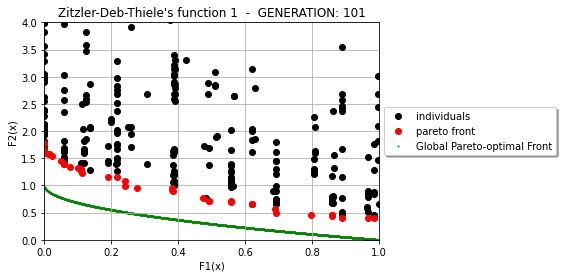 Zitzler-Deb-Thiele's function 1 - GENERATION: 101
4.0
3.5
3.0
2.5
2.0
1.5
1.0
0.5
0.0
F2(x)
0.0 0.2 0.4 0.6 0.8 1.0
F1(x)
individuals
pareto front
Global Pareto-optimal Front